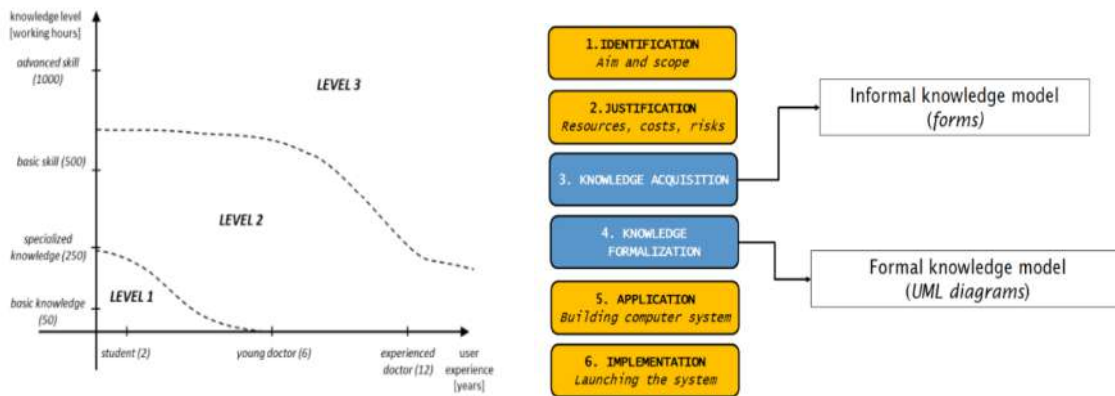 knowledge level
[working hours]
advanced skill
(1000)
LEVEL 3
basic skill (500)
LEVEL 2
specialized
knowledge (250)
LEVEL 1
basic knowledge
(50)
student (2)
young doctor (6)
experienced
doctor (12)
user
experience
[years]
1.IDENTIFICATION
Aim and scope
2.JUSTIFICATION
Resources, costs, risks
3. KNOWLEDGE ACQUISITION
4. KNOWLEDGE
FORMALIZATION
5. APPLICATION
Building computer system
6. IMPLEMENTATION
Launching the system
Informal knowledge model
(forms)
Formal knowledge model
(UML diagrams)